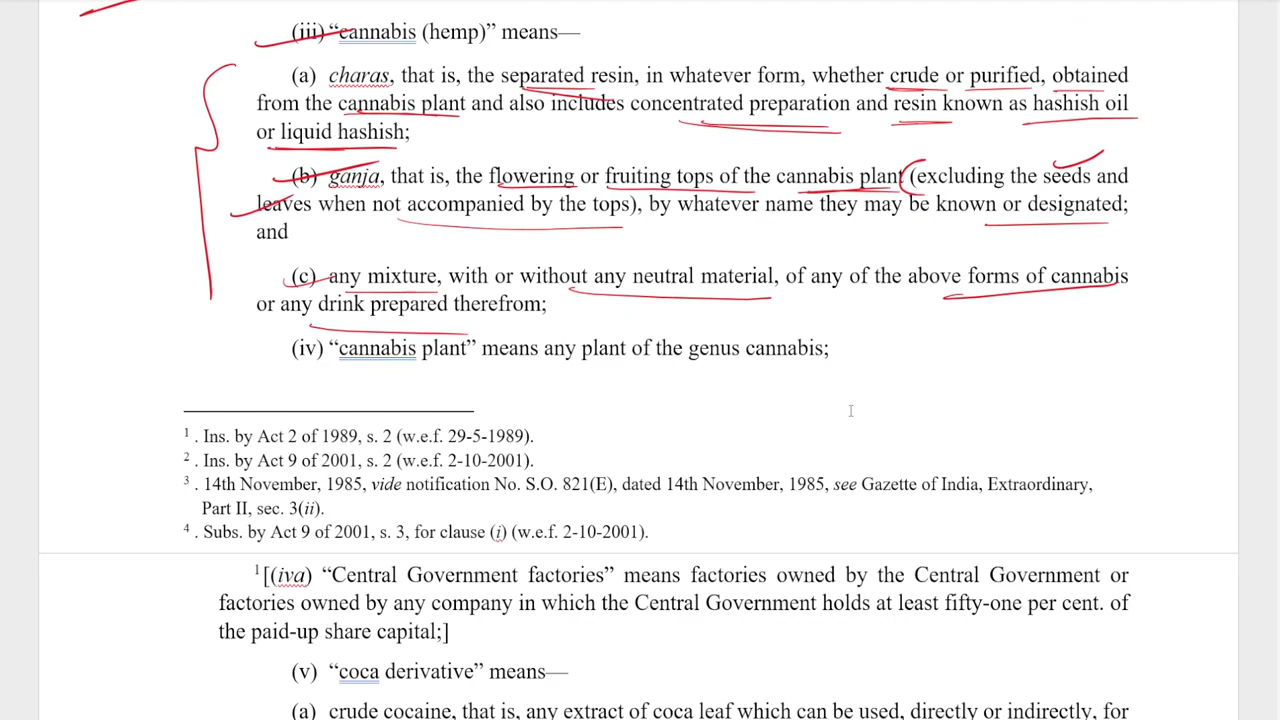 (iii) “cannabis (hemp)” means—
(a) charas, that is, the separated resin, in whatever form, whether crude or purified, obtained
from the cannabis plant and also includes concentrated preparation and resin known as hashish oil
or liquid hashish;
(b) ganja, that is, the flowering or fruiting tops of the cannabis plant (excluding the seeds and
leaves when not accompanied by the tops), by whatever name they may be known or designated;
and
(c) any mixture, with or without any neutral material, of any of the above forms of cannabis
or any drink prepared therefrom;
(iv) “cannabis plant” means any plant of the genus cannabis;
1 . Ins. by Act 2 of 1989, s. 2 (w.e.f. 29-5-1989).
2 . Ins. by Act 9 of 2001, s. 2 (w.e.f. 2-10-2001).
3 . 14th November, 1985, vide notification No. S.O. 821(E), dated 14th November, 1985, see Gazette of India, Extraordinary,
Part II, sec. 3(ii).
4 . Subs. by Act 9 of 2001, s. 3, for clause (i) (w.e.f. 2-10-2001).
1[(iva) “Central Government factories” means factories owned by the Central Government or
factories owned by any company in which the Central Government holds at least fifty-one per cent. of
the paid-up share capital;]
(v) “coca derivative” means—
(a) crude cocaine, that is, any extract of coca leaf which can be used, directly or indirectly, for